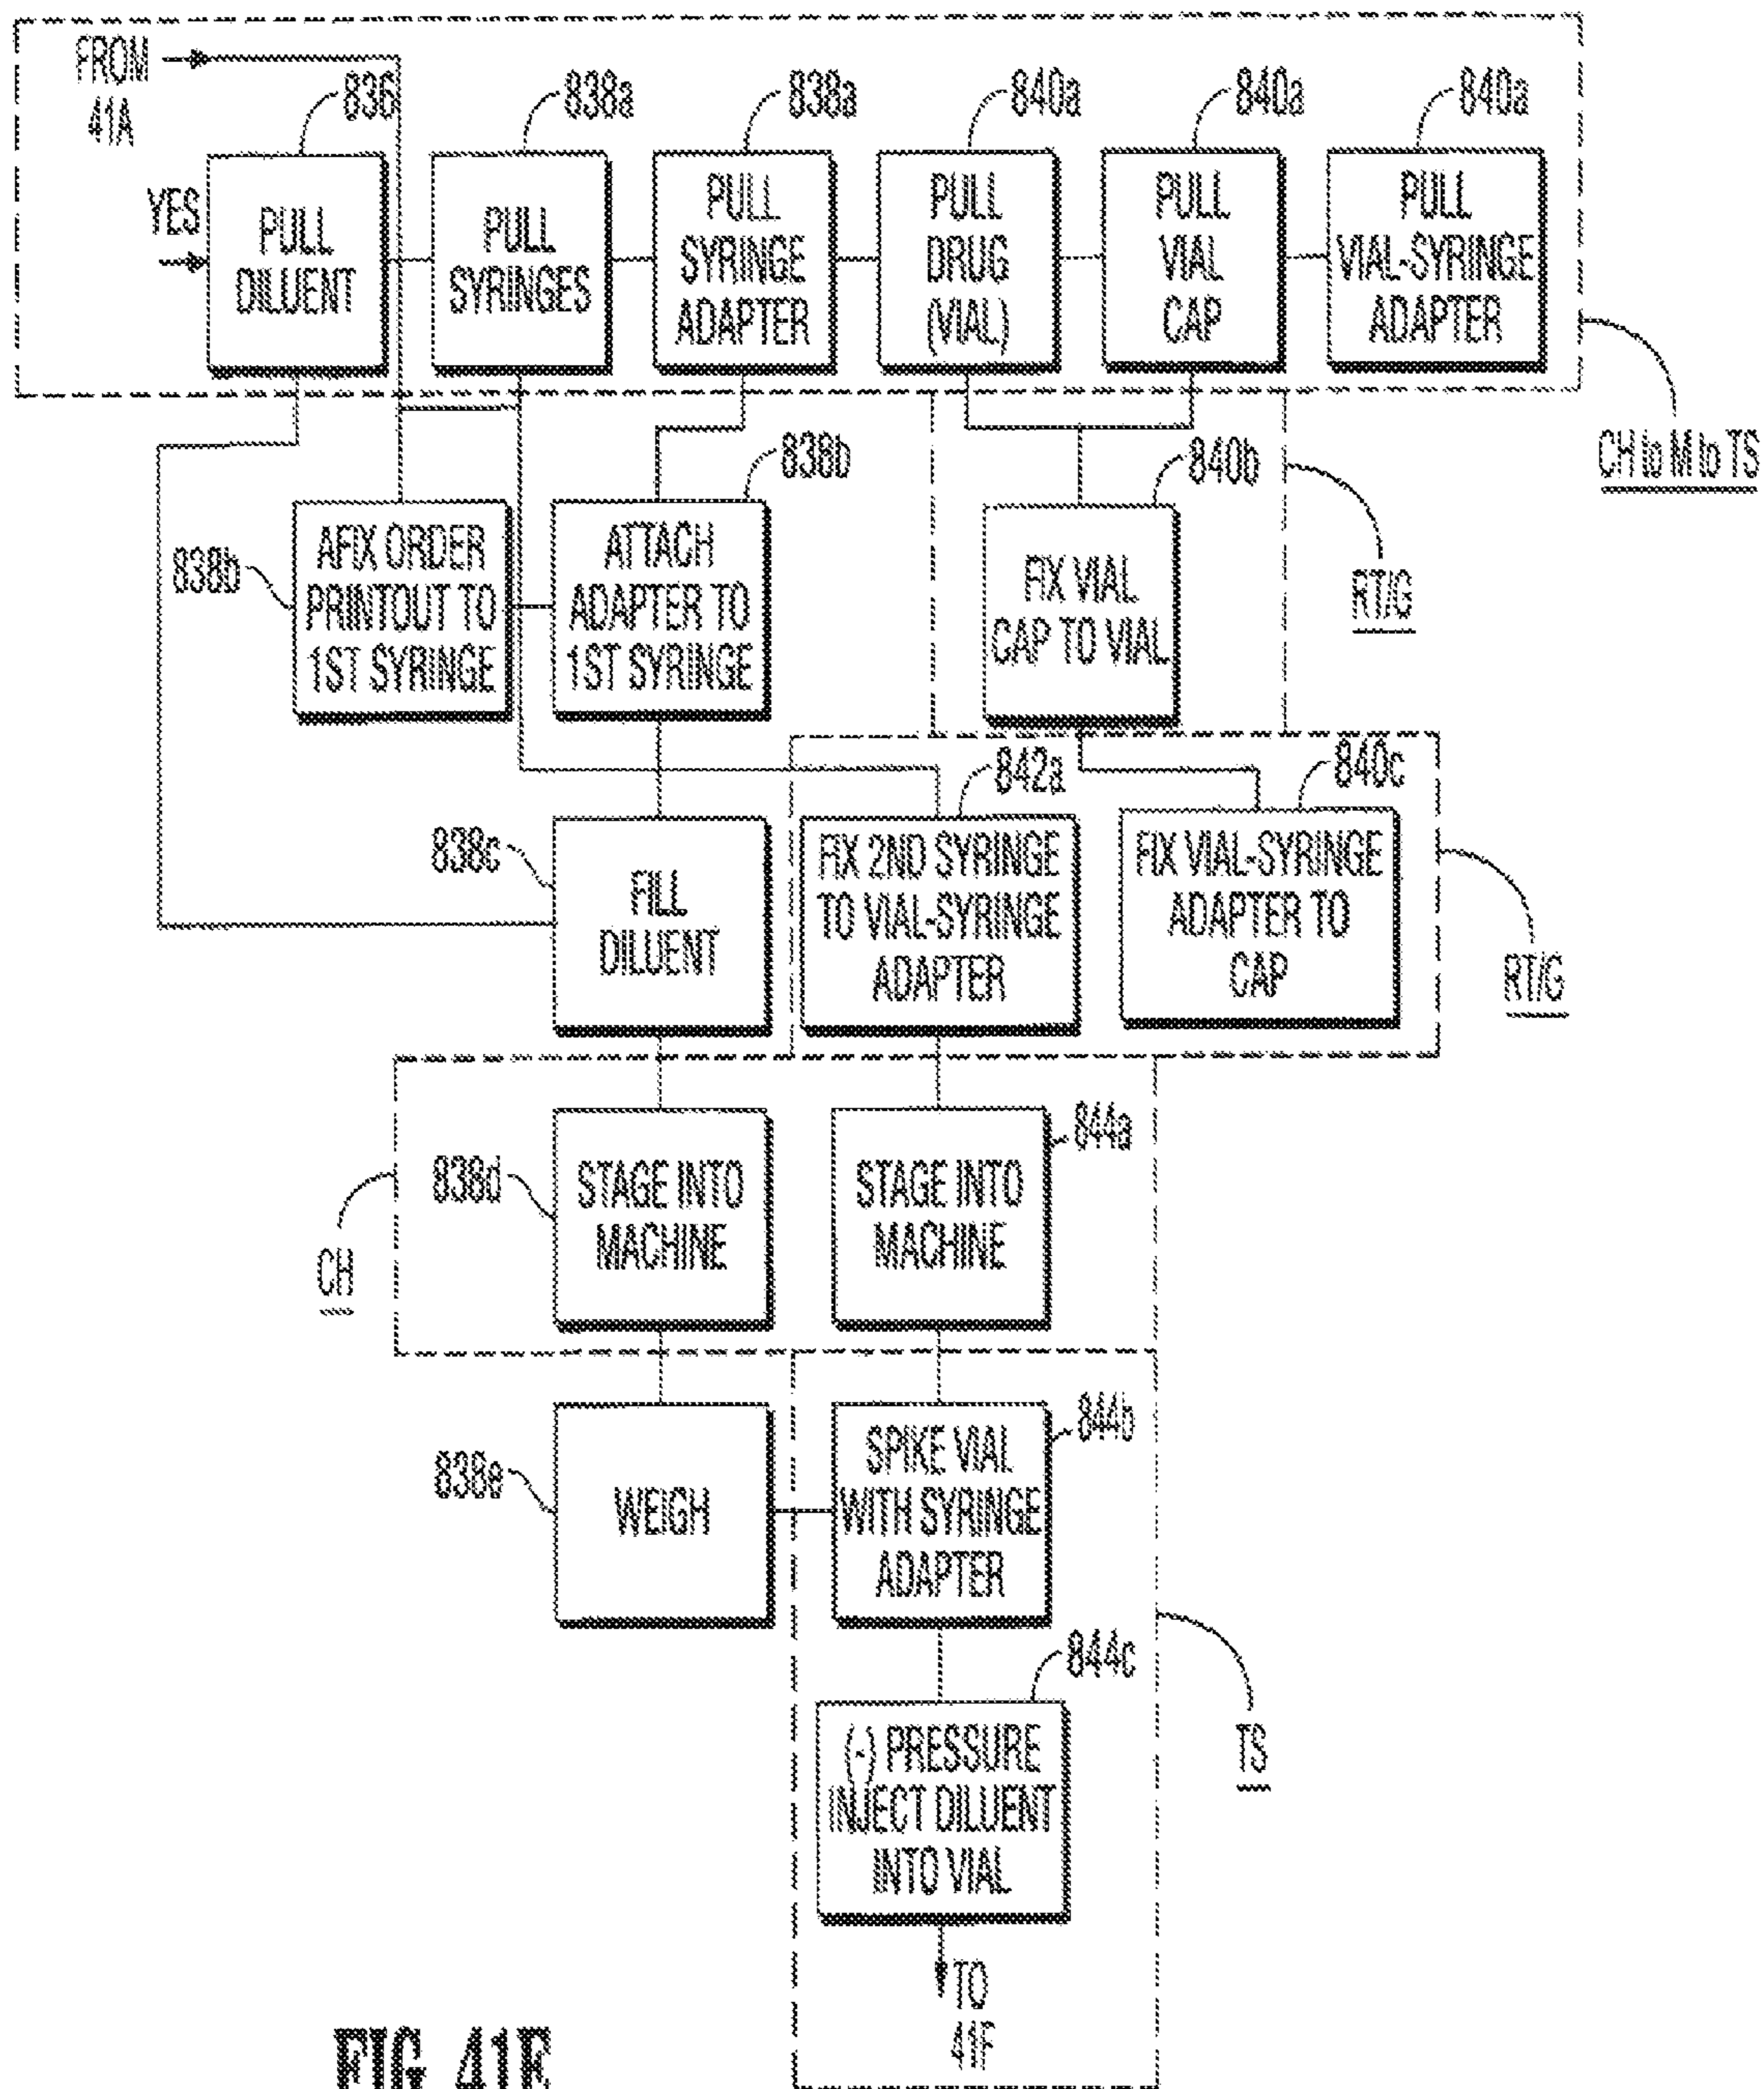 FROM
41A
836
838a
838a
840a
840a
840a
YES
PULL
DILUENT
PULL
SYRINGES
PULL
SYRINGE
ADAPTER
PULL
DRUG
(VIAL)
PULL
VIAL
CAP
PULL
VIAL-SYRINGE
ADAPTER
CH to M to TS
838b
840b
838b
AFIX ORDER
PRINTOUT TO
1ST SYRINGE
ATTACH
ADAPTER TO
1ST SYRINGE
FIX VIAL
CAP TO VIAL
RT/G
842a
840c
838c
FILL
DILUENT
FIX 2ND SYRINGE
TO VIAL-SYRINGE
ADAPTER
FIX VIAL-SYRINGE
ADAPTER TO
CAP
RT/G
844a
838d
STAGE INTO
MACHINE
STAGE INTO
MACHINE
CH
844b
838e
WEIGH
SPIKE VIAL
WITH SYRINGE
ADAPTER
844c
(-) PRESSURE
INJECT DILUENT
INTO VIAL
TS
TO
41F